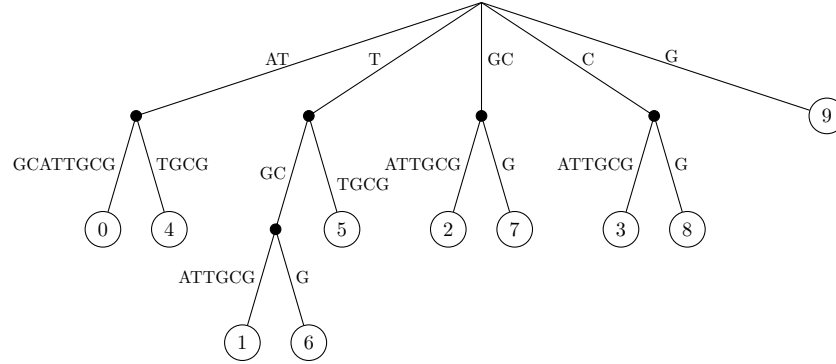 AT T GC C G
9
GCATTGCG TGCG GC TGCG ATTGCG G ATTGCG G
0 4 5 2 7 3 8
ATTGCG G
1 6